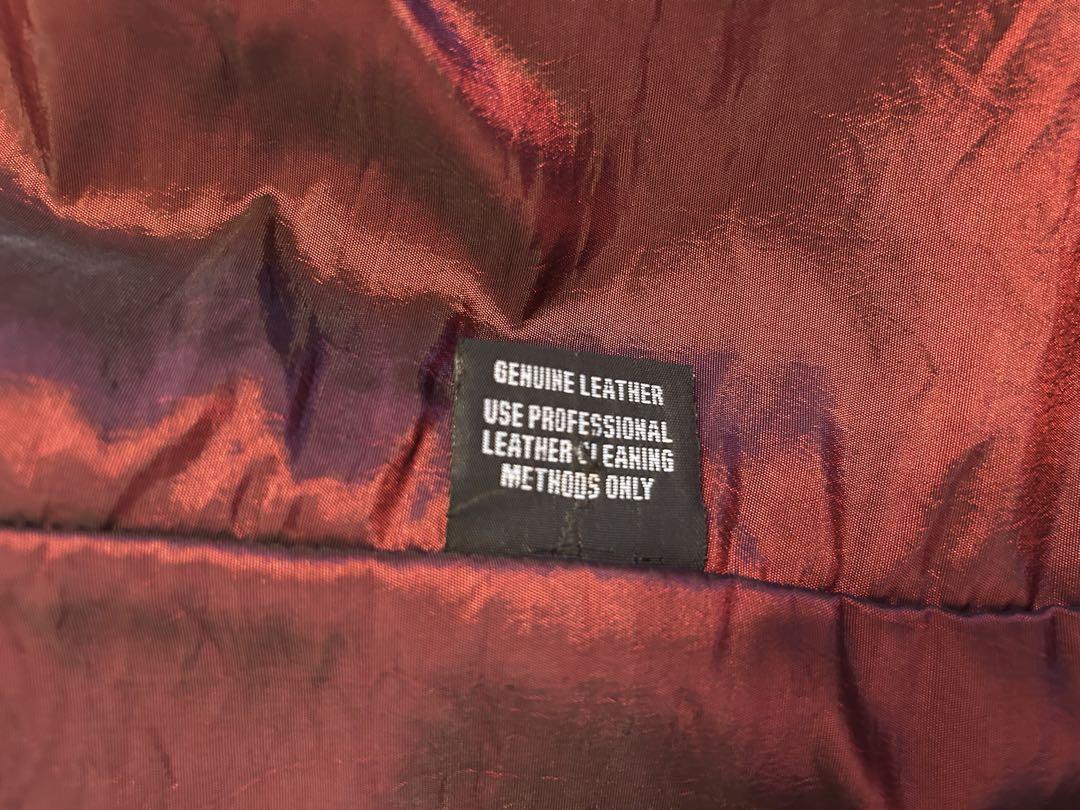 GENUINE LEATHER
USE PROFESSIONAL
LEATHER CLEANING
METHODS ONLY